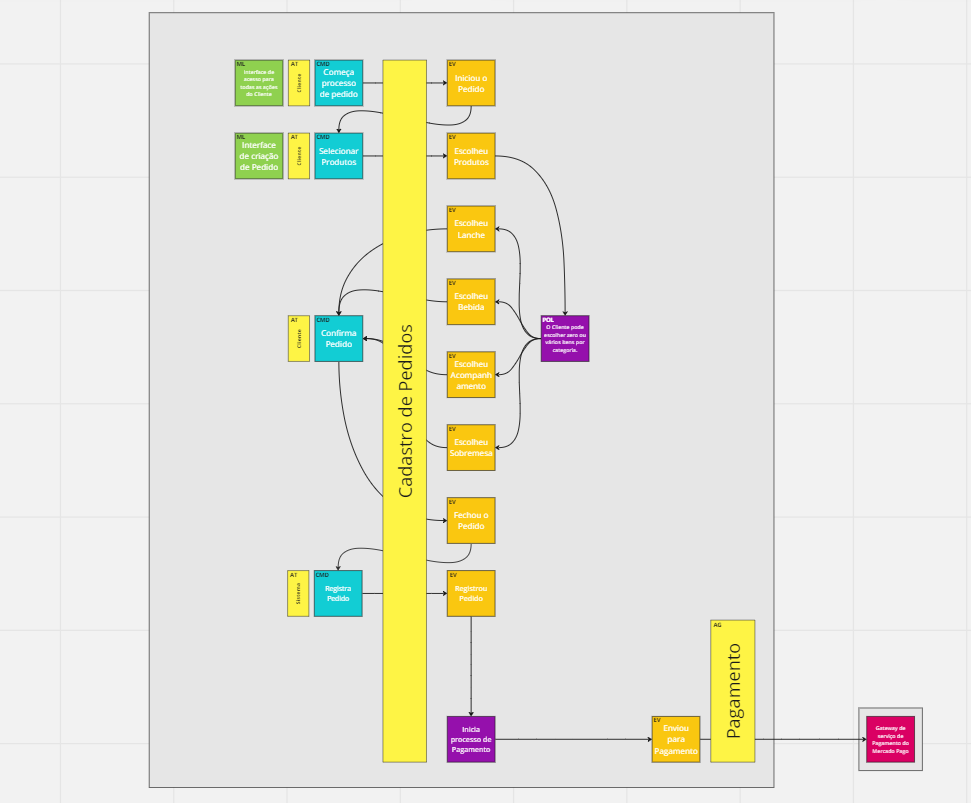 ML
Interface de
acesso para
todas as ações
do Cliente
AT
Cliente
CMD
Começa
processo
de pedido
EV
Iniciou o
Pedido
ML
Interface
de criação
de Pedido
AT
Cliente
CMD
Selecionar
Produtos
EV
Escolheu
Produtos
EV
Escolheu
Lanche
EV
Escolheu
Bebida
AT
Cliente
CMD
Confirma
Pedido
Cadastro de Pedidos
POL
O Cliente pode
escolher zero ou
vários itens por
categoria.
EV
Escolheu
Acompanh
amento
EV
Escolheu
Sobremesa
EV
Fechou o
Pedido
AT
Sistema
CMD
Registra
Pedido
EV
Registrou
Pedido
Inicia
processo de
Pagamento
EV
Enviou
para
Pagamento
AG
Pagamento
Gateway de
serviço de
Pagamento do
Mercado Pago